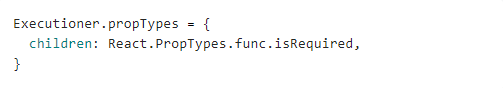 Executioner.propTypes = {
  children: React.PropTypes.func.isRequired,
}